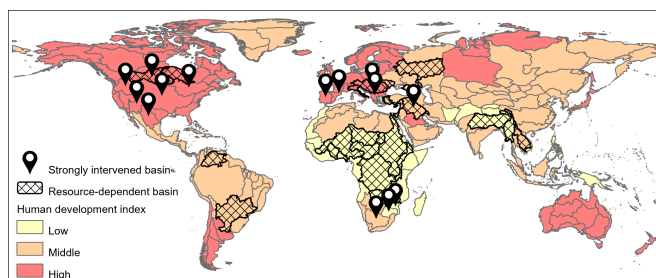 Strongly intervened basin
Resource-dependent basin
Human development index
Low
Middle
High